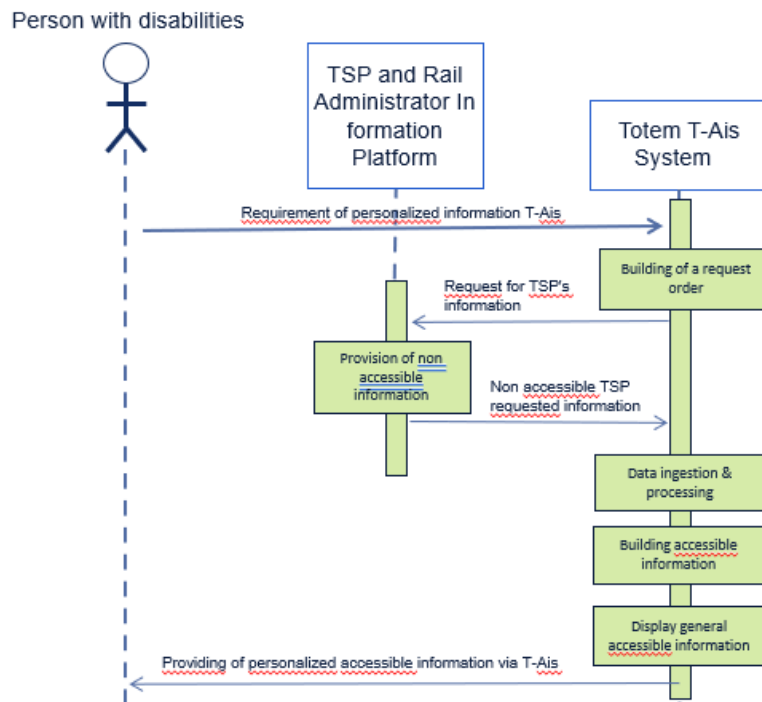 Person with disabilities
TSP and Rail
Administrator In
formation
Platform
Totem T-Ais
System
Requirement of personalized information T-Ais
Building of a request
order
Request for TSP's
information
Provision of non
accessible
information
Non accessible TSP
requested information
Data ingestion &
processing
Building accessible
information
Display general
accessible information
Providing of personalized accessible information via T-Ais